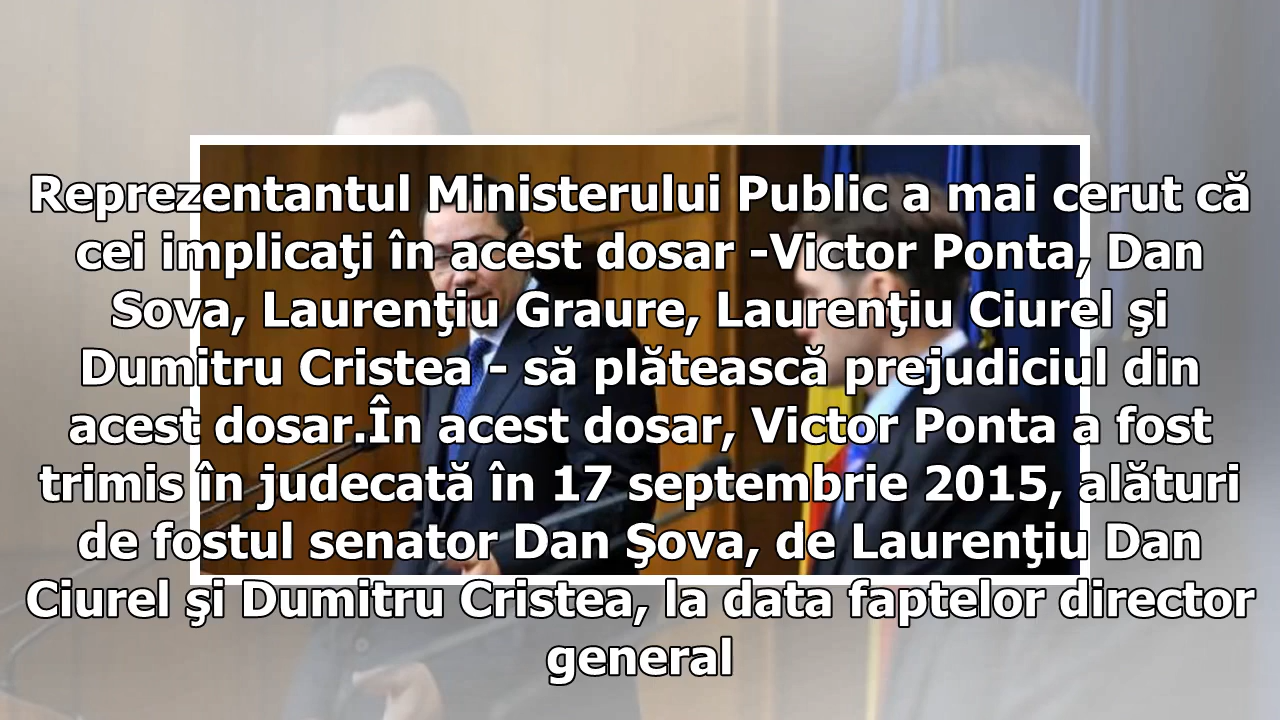 Reprezentantul Ministerului Public a mai cerut că
cei implicaţi în acest dosar -Victor Ponta, Dan
Sova, Laurenţiu Graure, Laurenţiu Ciurel şi
Dumitru Cristea - să plătească prejudiciul din
acest dosar.În acest dosar, Victor Ponta a fost
trimis în judecată în 17 septembrie 2015, alături
de fostul senator Dan Şova, de Laurenţiu Dan
Ciurel şi Dumitru Cristea, la data faptelor director
general